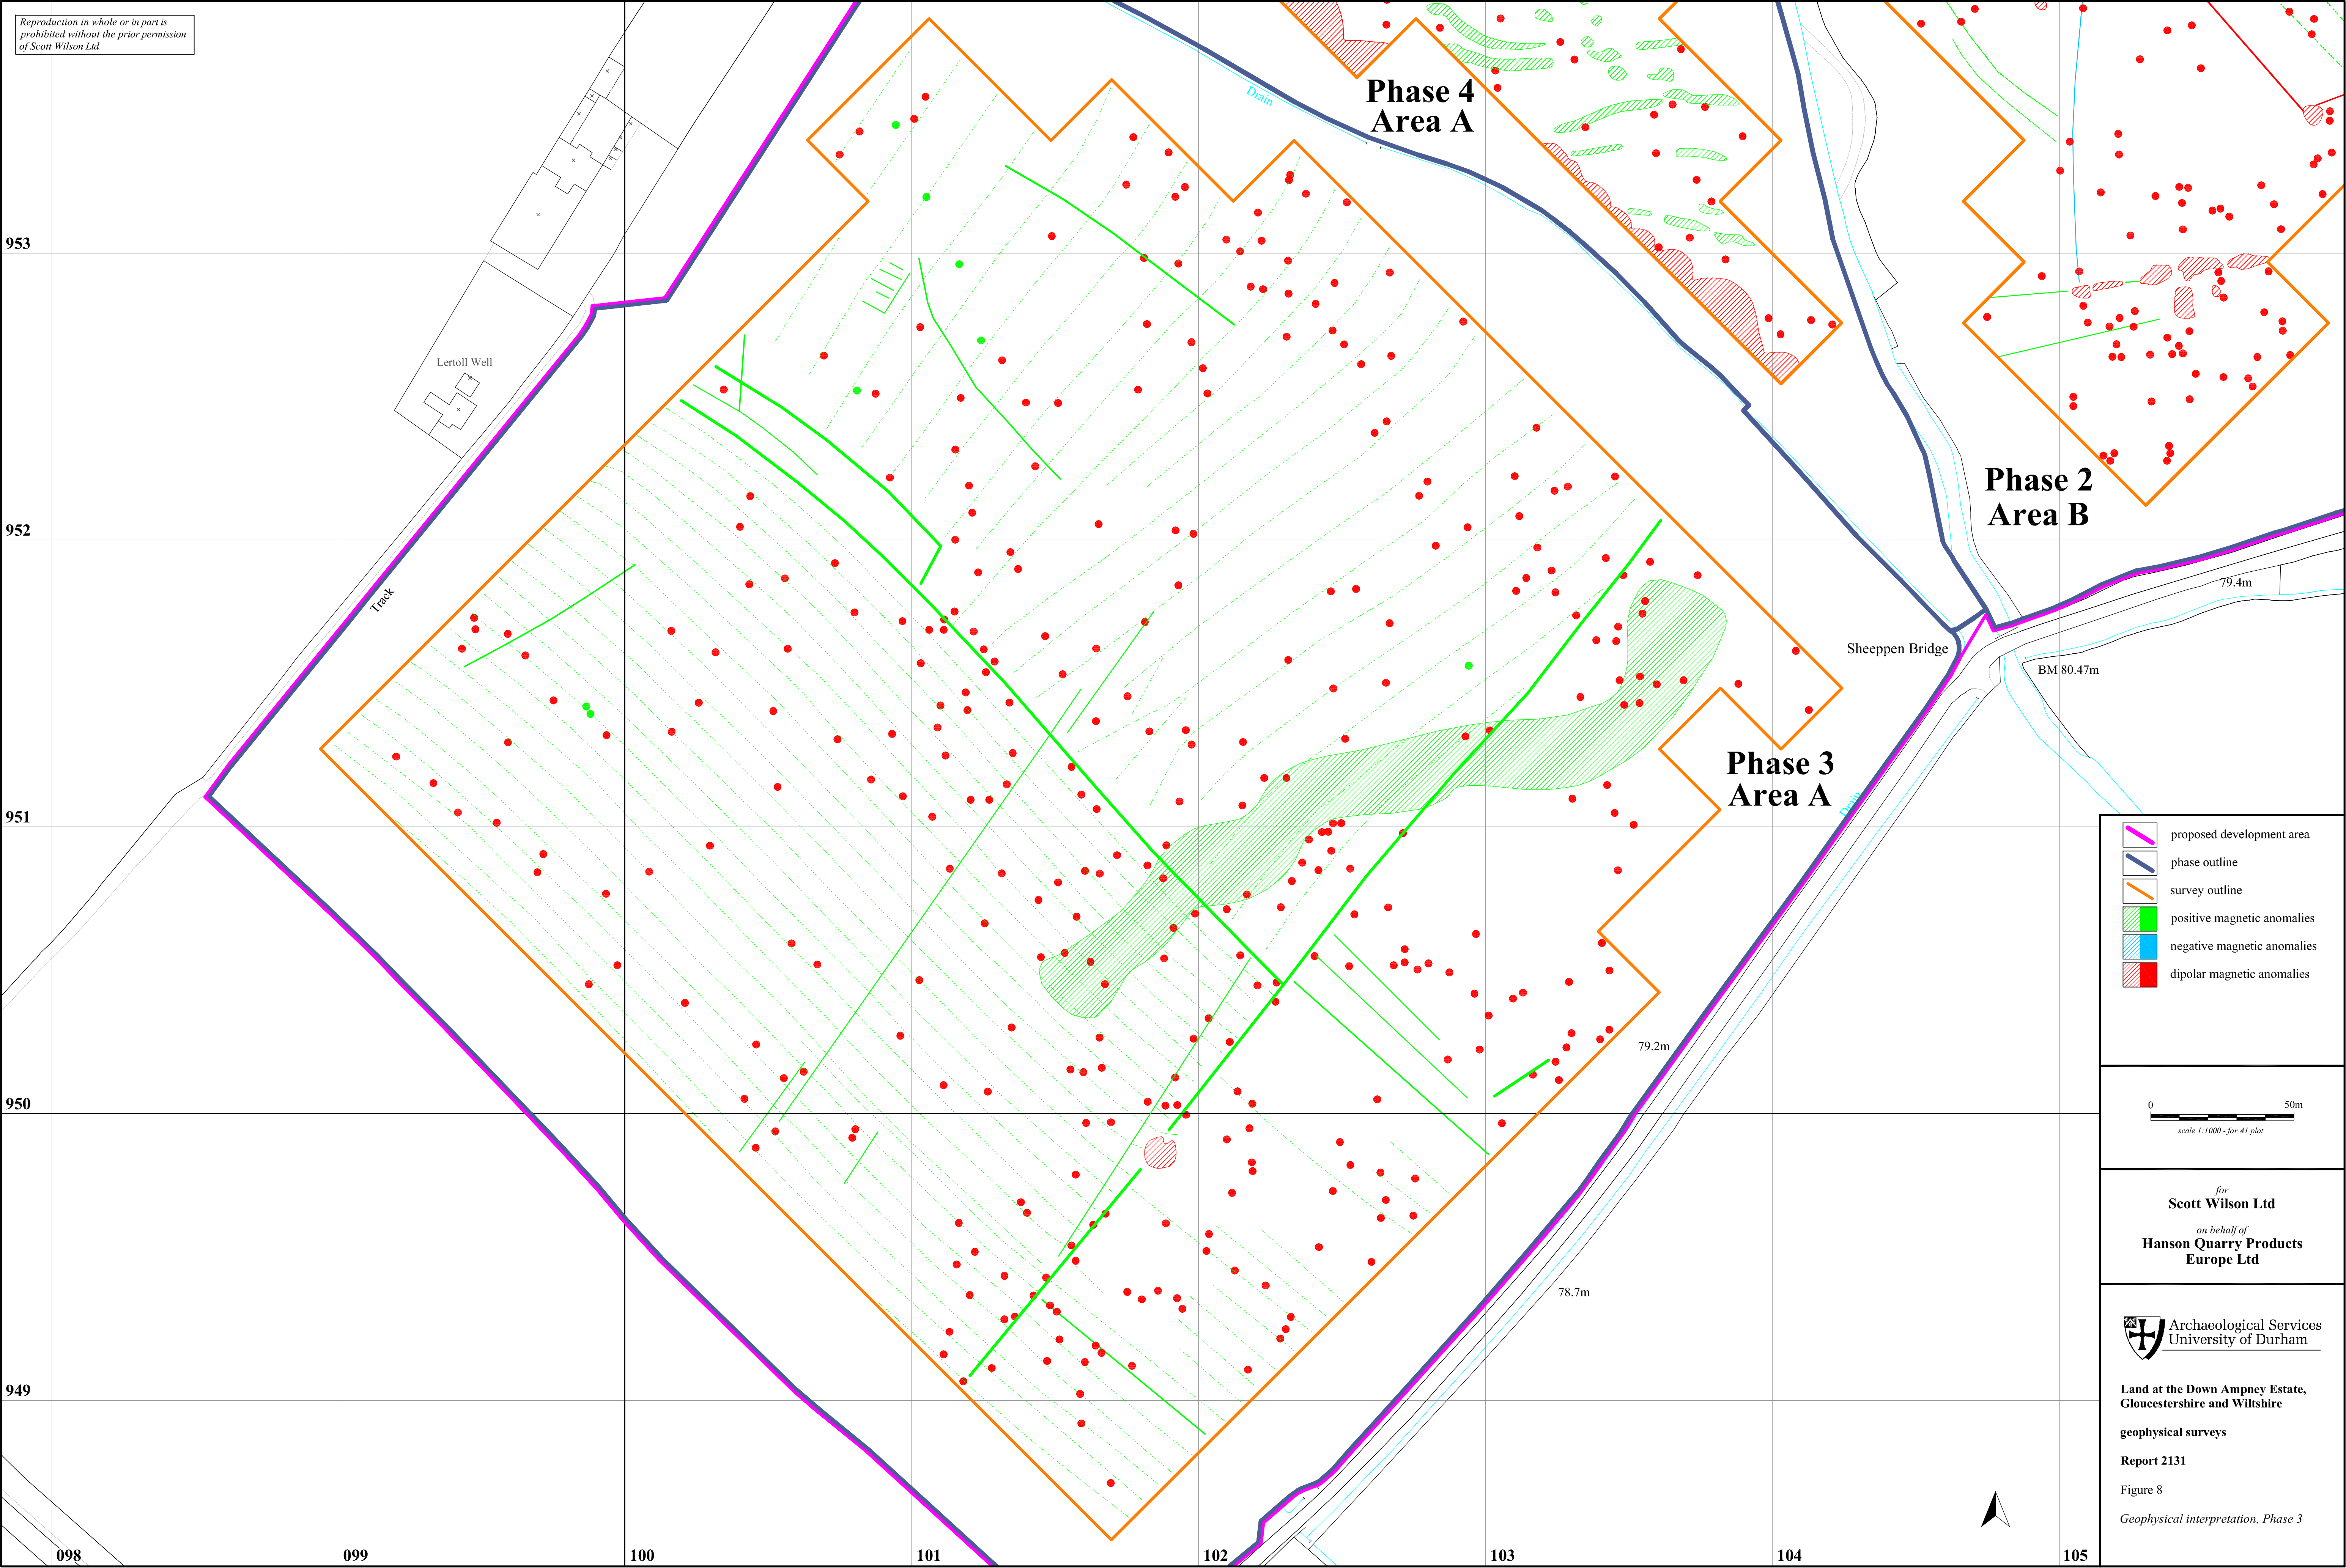 Reproduction in whole or in part is
prohibited without the prior permission
of Scott Wilson Ltd
Drain
Phase 4
Area A
953
Lertoll Well
952
Phase 2
Area B
Track
79.4m
Sheeppen Bridge
BM 80.47m
Phase 3
Area A
Drain
951
proposed development area
phase outline
survey outline
positive magnetic anomalies
negative magnetic anomalies
dipolar magnetic anomalies
79.2m
950
0 50m
scale 1:1000 - for A1 plot
for
Scott Wilson Ltd
on behalf of
Hanson Quarry Products
Europe Ltd
78.7m
Archaeological Services
University of Durham
949
Land at the Down Ampney Estate,
Gloucestershire and Wiltshire
geophysical surveys
Report 2131
Figure 8
Geophysical interpretation, Phase 3
098 099 100 101 102 103 104 105